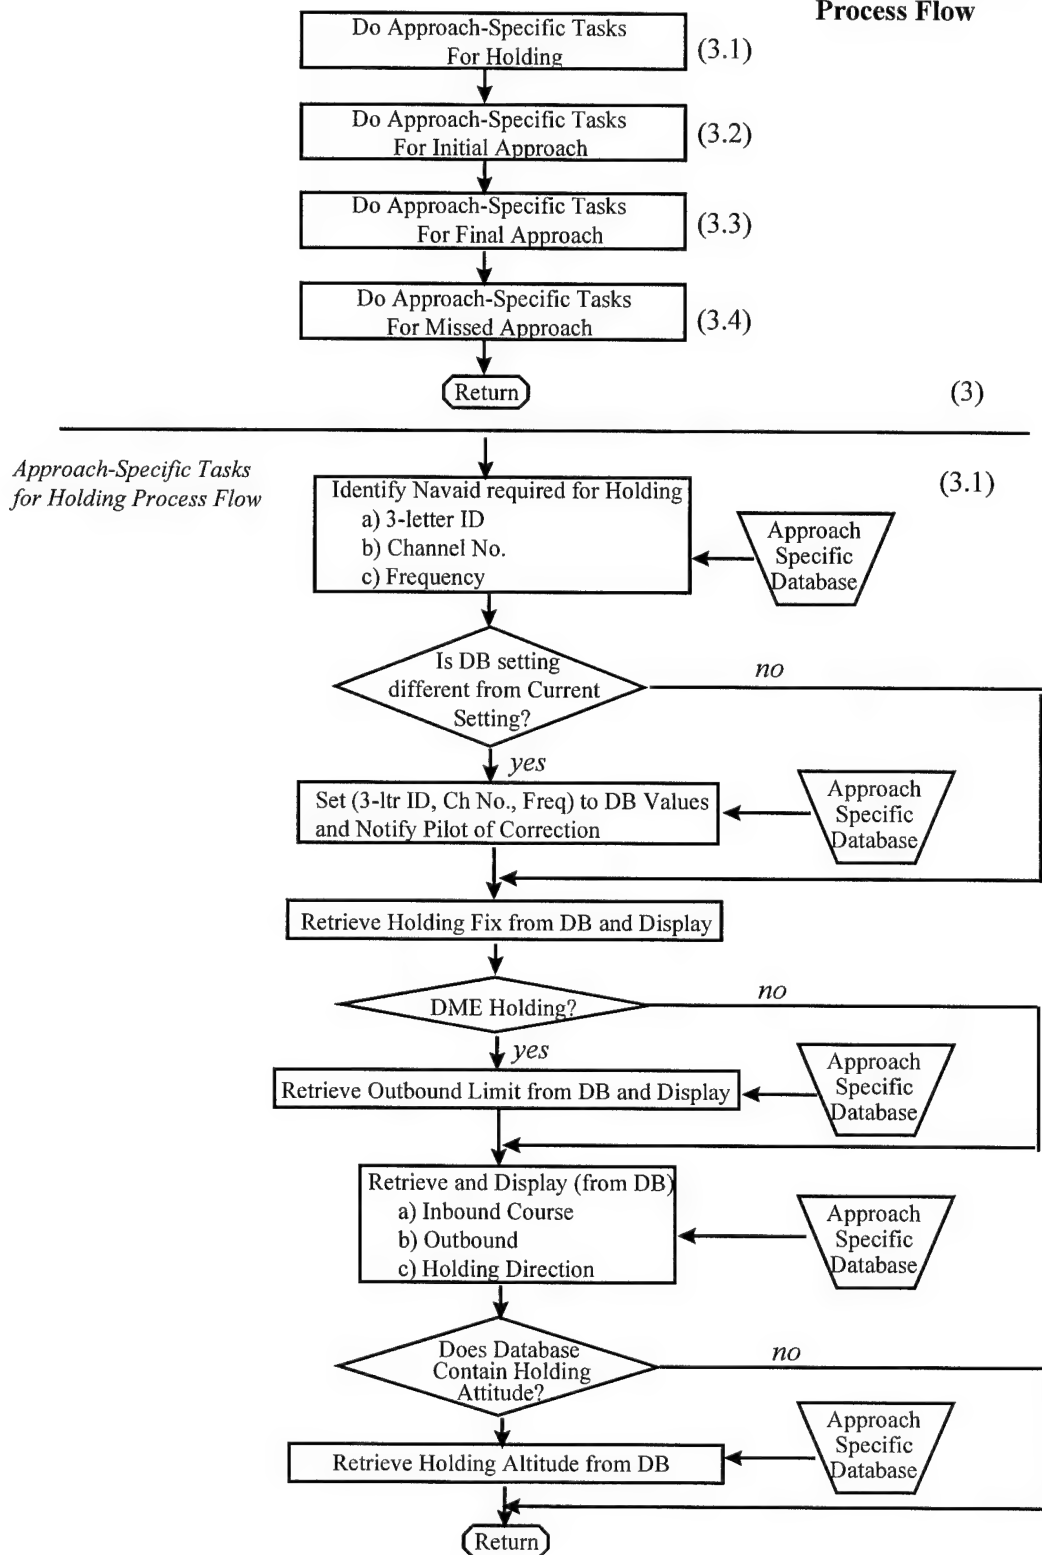 Process Flow
Do Approach-Specific Tasks
For Holding
(3.1)
Do Approach-Specific Tasks
For Initial Approach
(3.2)
Do Approach-Specific Tasks
For Final Approach
(3.3)
Do Approach-Specific Tasks
For Missed Approach
(3.4)
Return
(3)
Approach-Specific Tasks
for Holding Process Flow
(3.1)
Identify Navaid required for Holding
a) 3-letter ID
b) Channel No.
c) Frequency
Approach
Specific
Database
Is DB setting
different from Current
Setting?
no
yes
Set (3-ltr ID, Ch No., Freq) to DB Values
and Notify Pilot of Correction
Approach
Specific
Database
Retrieve Holding Fix from DB and Display
DME Holding?
no
yes
Retrieve Outbound Limit from DB and Display
Approach
Specific
Database
Retrieve and Display (from DB)
a) Inbound Course
b) Outbound
c) Holding Direction
Approach
Specific
Database
Does Database
Contain Holding
Attitude?
no
Retrieve Holding Altitude from DB
Approach
Specific
Database
Return